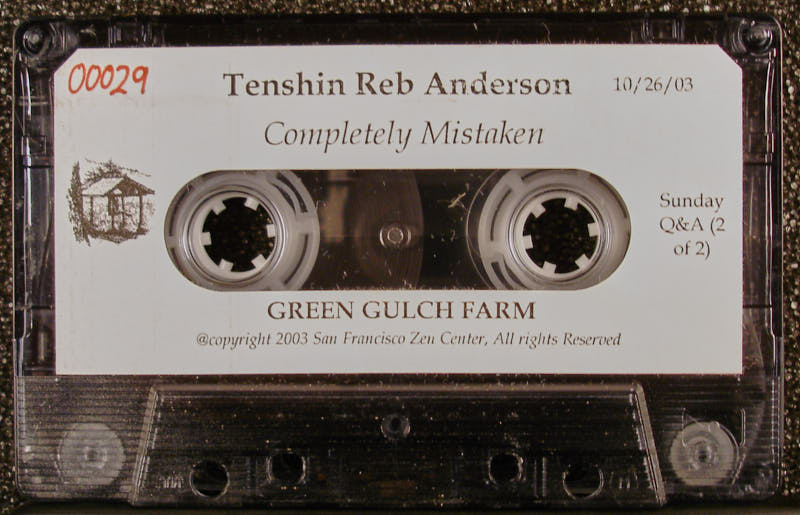 00029
Tenshin Reb Anderson
10/26/03
Completely Mistaken
Sunday
Q&A (2
of 2)
GREEN GULCH FARM
@copyright 2003 San Francisco Zen Center, All rights Reserved